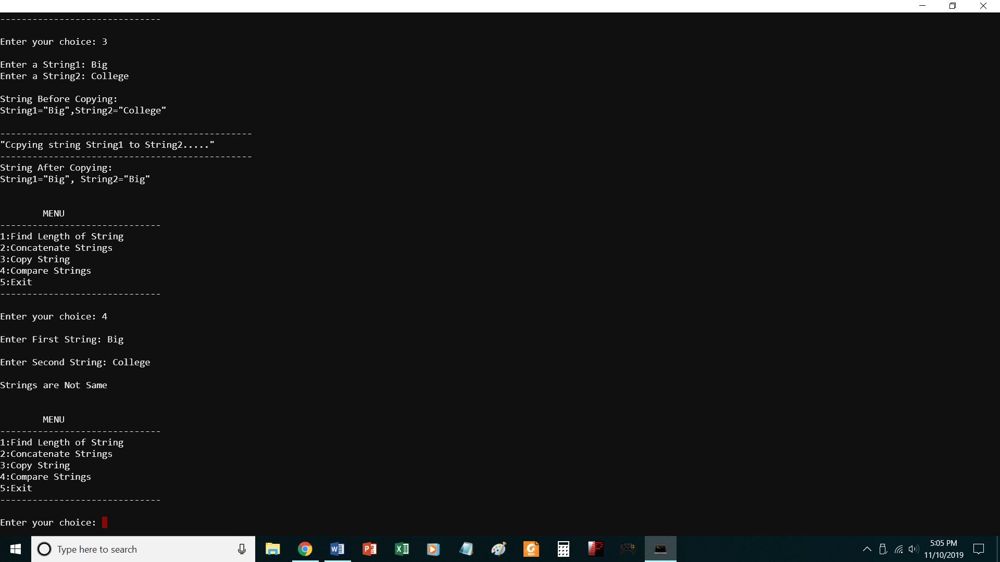 ------------------------------
Enter your choice: 3
Enter a String1: Big
Enter a String2: College
String Before Copying:
String1="Big",String2="College"
-----------------------------------------------
"Ccpying string String1 to String2....."
-----------------------------------------------
String After Copying:
String1="Big", String2="Big"
MENU
------------------------------
1:Find Length of String
2:Concatenate Strings
3:Copy String
4:Compare Strings
5:Exit
------------------------------
Enter your choice: 4
Enter First String: Big
Enter Second String: College
Strings are Not Same
MENU
------------------------------
1:Find Length of String
2:Concatenate Strings
3:Copy String
4:Compare Strings
5:Exit
------------------------------
Enter your choice:
Type here to search
5:05 PM
11/10/2019